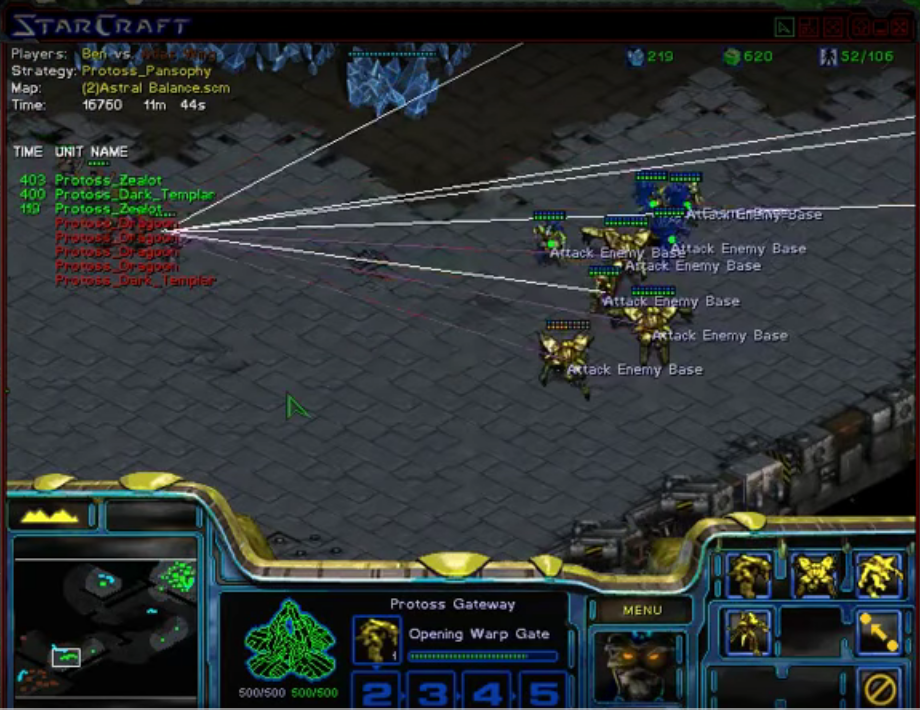 STARCRAFT
Players: Ben vs.
Strategy: Protoss_Pansophy
Map: (2)Astral Balance.scm
Time: 16760 11m 44s
219 620 52/106
TIME UNIT NAME
403 Protoss_Zealot
400 Protoss_Dark_Templar
119 Protoss_Zealot
Protoss_Dragoon
Protoss_Dragoon
Protoss_Dragoon
Protoss_Dragoon
Protoss_Dark_Templar
Attack Enemy Base
Attack Enemy Base
Attack Enemy Base
Attack Enemy Base
Attack Enemy Base
Attack Enemy Base
Attack Enemy Base
Protoss Gateway
Opening Warp Gate
1
500/500 500/500
2 3 4 5
MENU